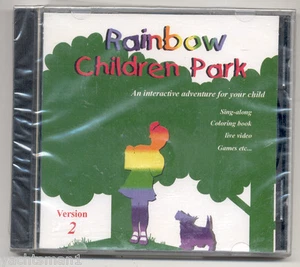 Rainbow
Children Park
An interactive adventure for your child
Sing-along
Coloring book
live video
Games etc...
Version
2